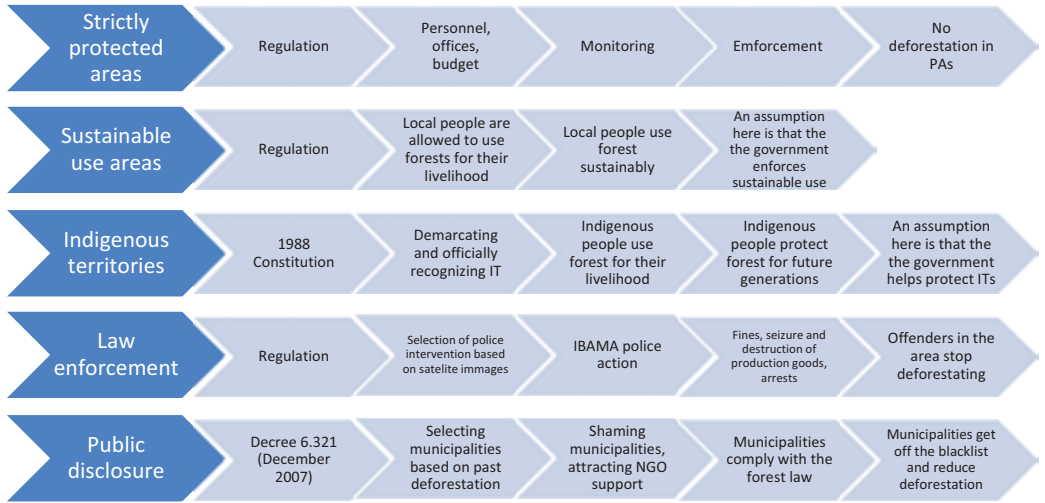 Strictly
protected
areas
Regulation
Personnel,
offices,
budget
Monitoring
Emforcement
No
deforestation in
PAs
Sustainable
use areas
Regulation
Local people are
allowed to use
forests for their
livelihood
Local people use
forest
sustainably
An assumption
here is that the
the government
enforces
sustainable use
Indigenous
territories
1988
Constitution
Demarcating
and officially
recognizing IT
Indigenous
people use
forest for their
livelihood
Indigenous
people protect
forest for future
generations
An assumption
here is that the
the government
helps protect ITs
Law
enforcement
Regulation
Selection of police
intervention based
on satelite immages
IBAMA police
action
Fines, seizure and
destruction of
production goods,
arrests
Offenders in the
area stop
deforestating
Public
disclosure
Decree 6.321
(December
2007)
Selecting
municipalities
based on past
deforestation
Shaming
municipalities,
attracting NGO
support
Municipalities
comply with the
forest law
Municipalities get
off the blacklist
and reduce
deforestation